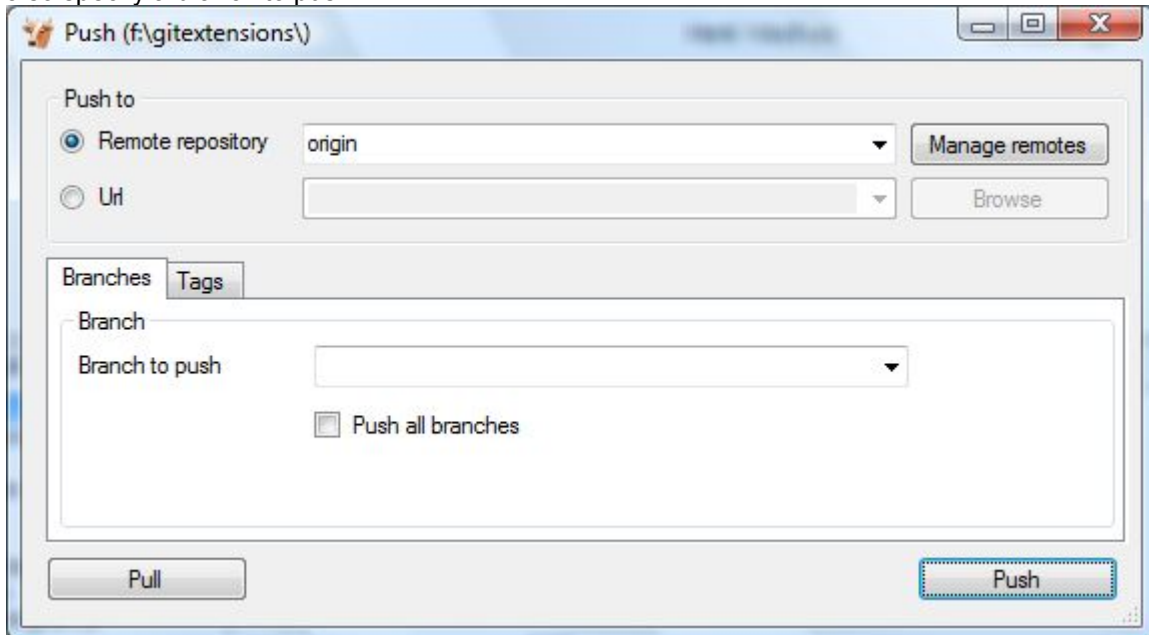 Push (f:\gitextensions\)
Push to
Remote repository origin Manage remotes
Url Browse
Branches Tags
Branch
Branch to push
Push all branches
Pull Push